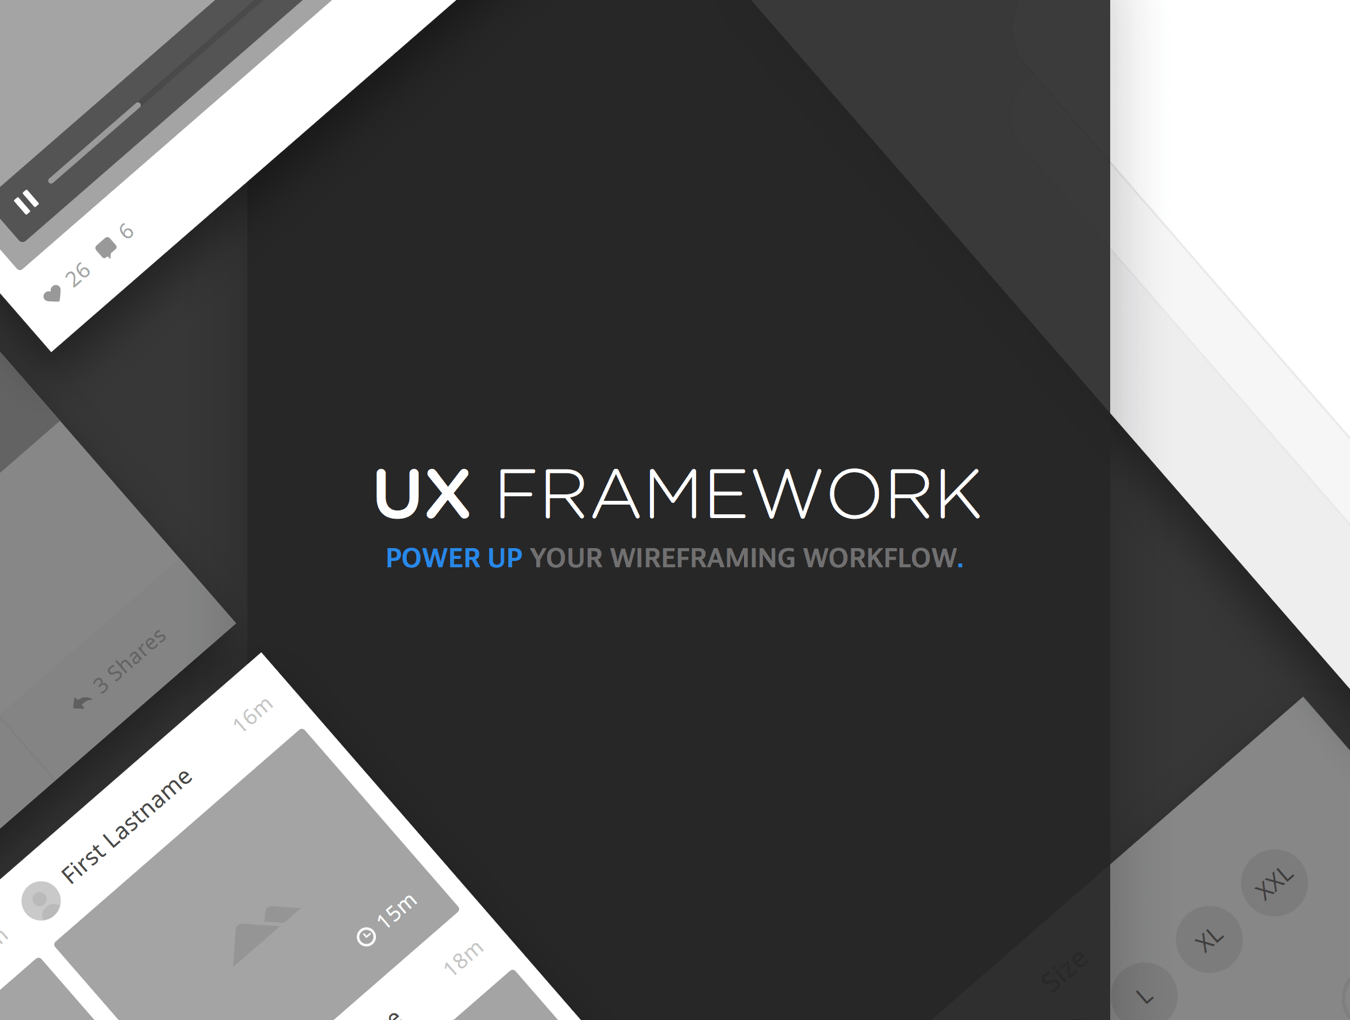 26 6
UX FRAMEWORK
POWER UP YOUR WIREFRAMING WORKFLOW.
3 Shares
16m
First Lastname
15m
18m
Size
L
XL
XXL